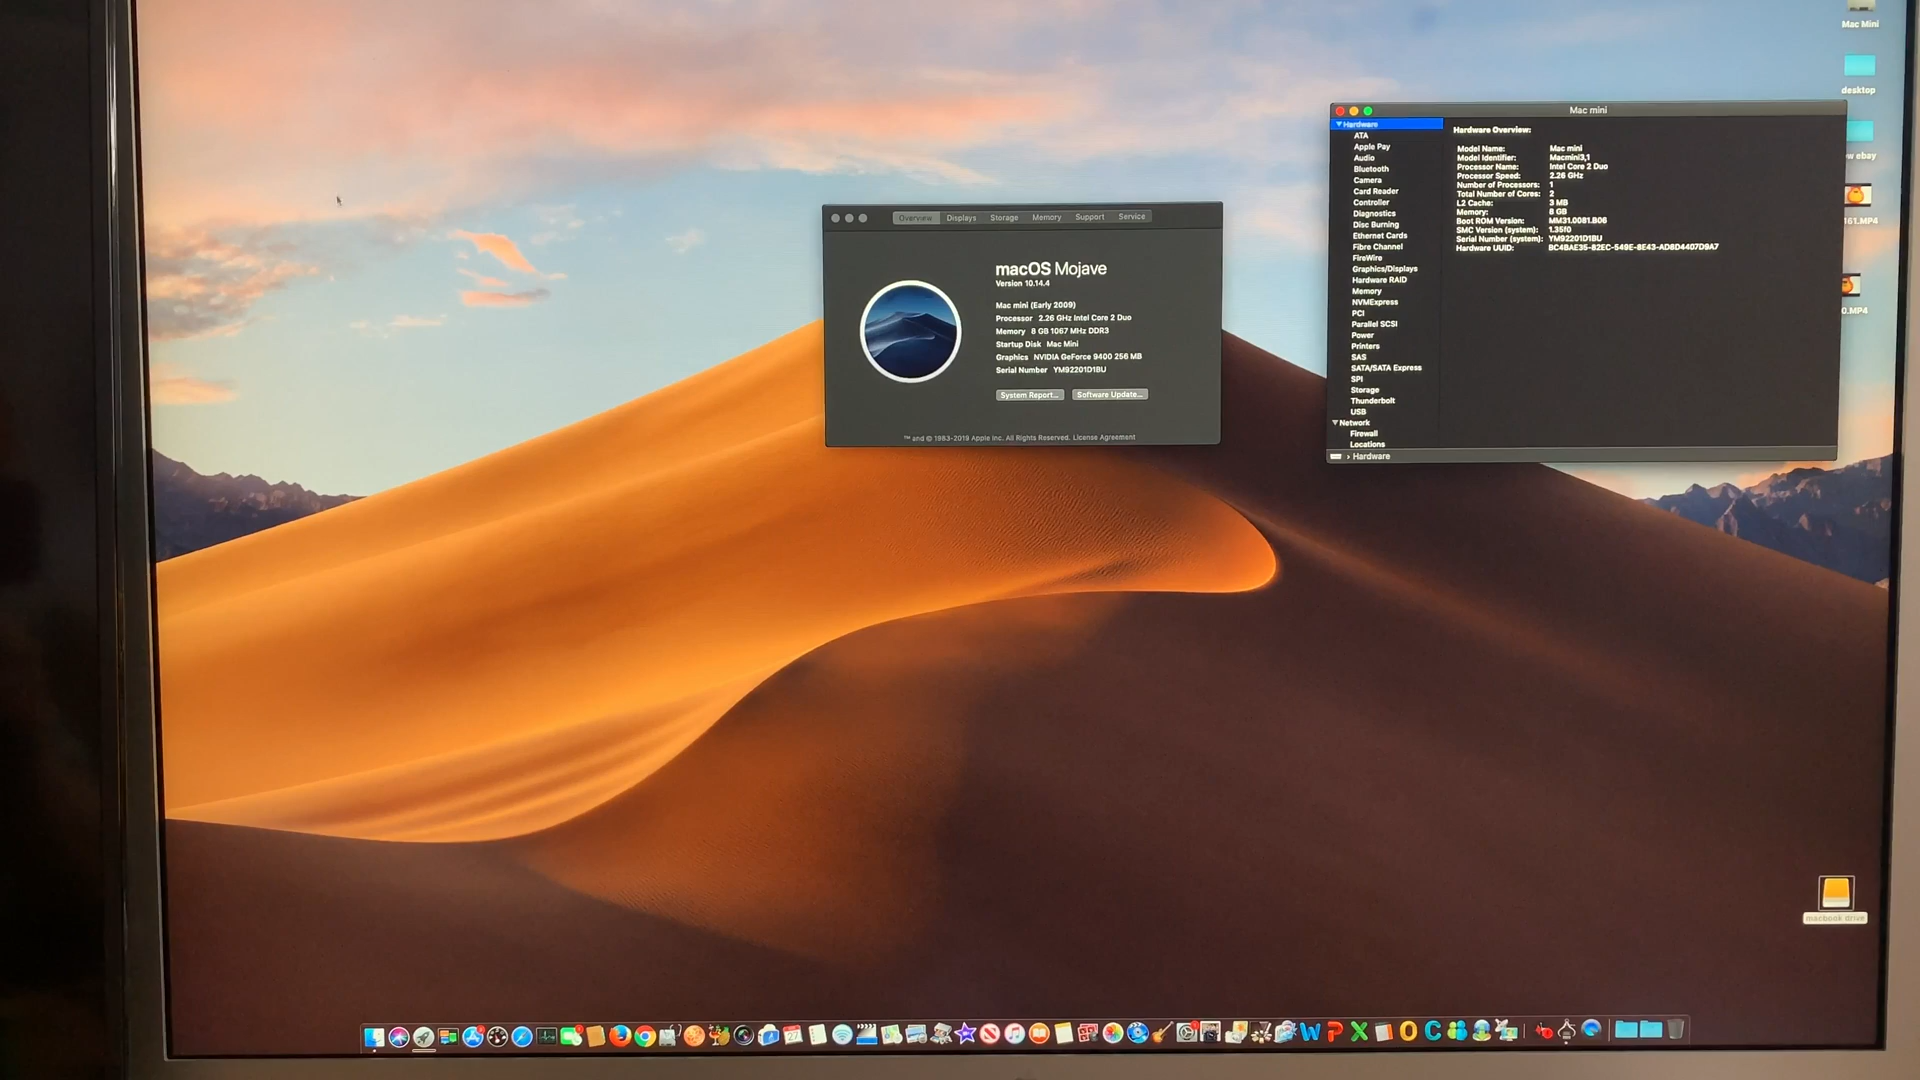 Mac Mini
desktop
w ebay
161.MP4
0.MP4
Overview Displays Storage Memory Support Service
macOS Mojave
Version 10.14.4
Mac mini (Early 2009)
Processor 2.26 GHz Intel Core 2 Duo
Memory 8 GB 1067 MHz DDR3
Startup Disk Mac Mini
Graphics NVIDIA GeForce 9400 256 MB
Serial Number YM92201D1BU
System Report... Software Update...
™ and © 1983-2019 Apple Inc. All Rights Reserved. License Agreement
Mac mini
Hardware
ATA
Apple Pay
Audio
Bluetooth
Camera
Card Reader
Controller
Diagnostics
Disc Burning
Ethernet Cards
Fibre Channel
FireWire
Graphics/Displays
Hardware RAID
Memory
NVMExpress
PCI
Parallel SCSI
Power
Printers
SAS
SATA/SATA Express
SPI
Storage
Thunderbolt
USB
Network
Firewall
Locations
Hardware Overview:
Model Name: Mac mini
Model Identifier: Macmini3,1
Processor Name: Intel Core 2 Duo
Processor Speed: 2.26 GHz
Number of Processors: 1
Total Number of Cores: 2
L2 Cache: 3 MB
Memory: 8 GB
Boot ROM Version: MM31.0081.B06
SMC Version (system): 1.35f0
Serial Number (system): YM92201D1BU
Hardware UUID: BC4BAE35-82EC-549E-8E43-AD8D4407D9A7
› Hardware
macbook drive
27
W P X O C